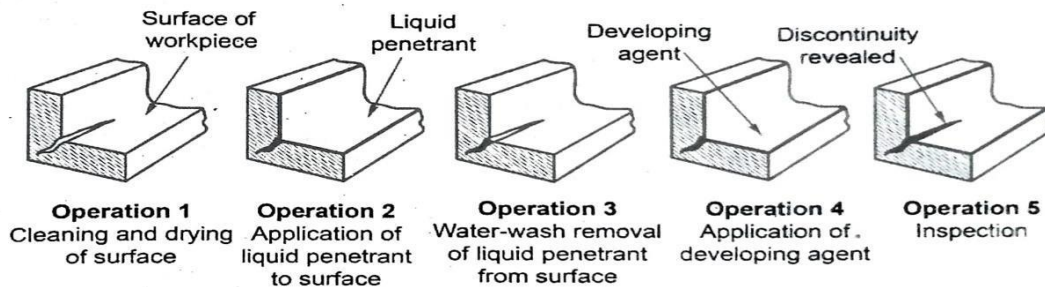 Surface of
workpiece
Liquid
penetrant
Developing
agent
Discontinuity
revealed
Operation 1
Cleaning and drying
of surface
Operation 2
Application of
liquid penetrant
to surface
Operation 3
Water-wash removal
of liquid penetrant
from surface
Operation 4
Application of
developing agent
Operation 5
Inspection